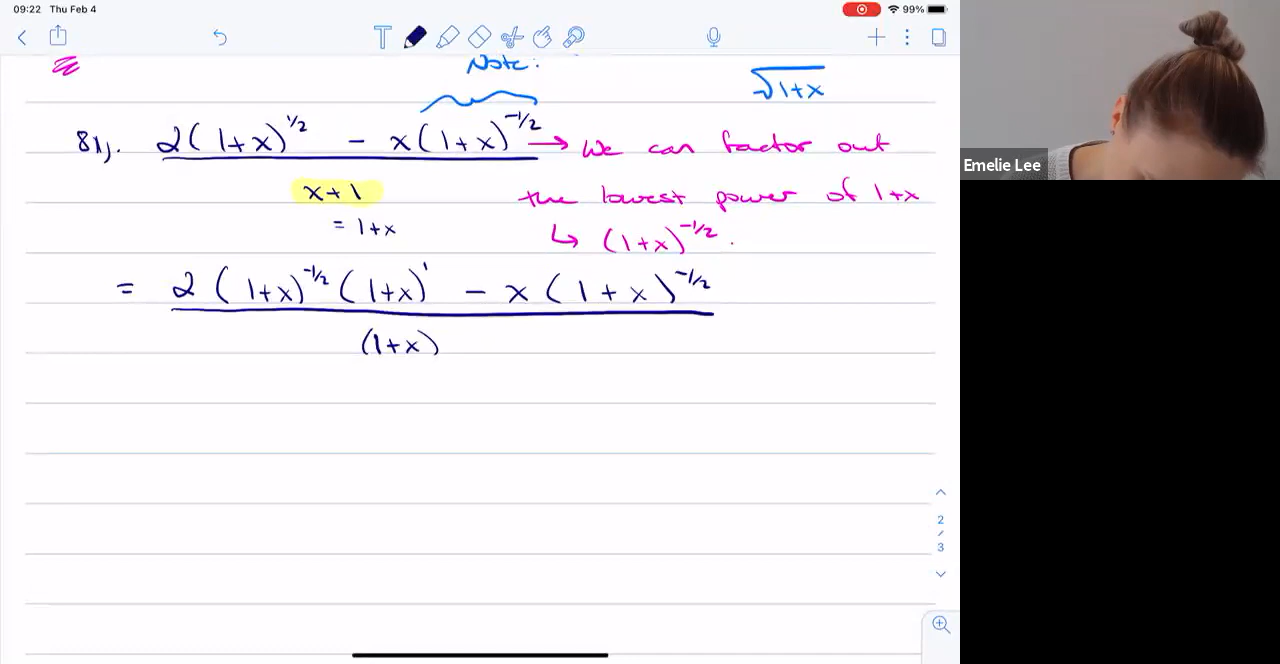 09:22 Thu Feb 4 99%
Note:
√1+x
81). 2(1+x)^1/2 - x(1+x)^-1/2 → We can factor out
x+1 the lowest power of 1+x
= 1+x ↳ (1+x)^-1/2.
= 2(1+x)^-1/2 (1+x)^1 - x(1+x)^-1/2
(1+x)
2
/
3
Emelie Lee